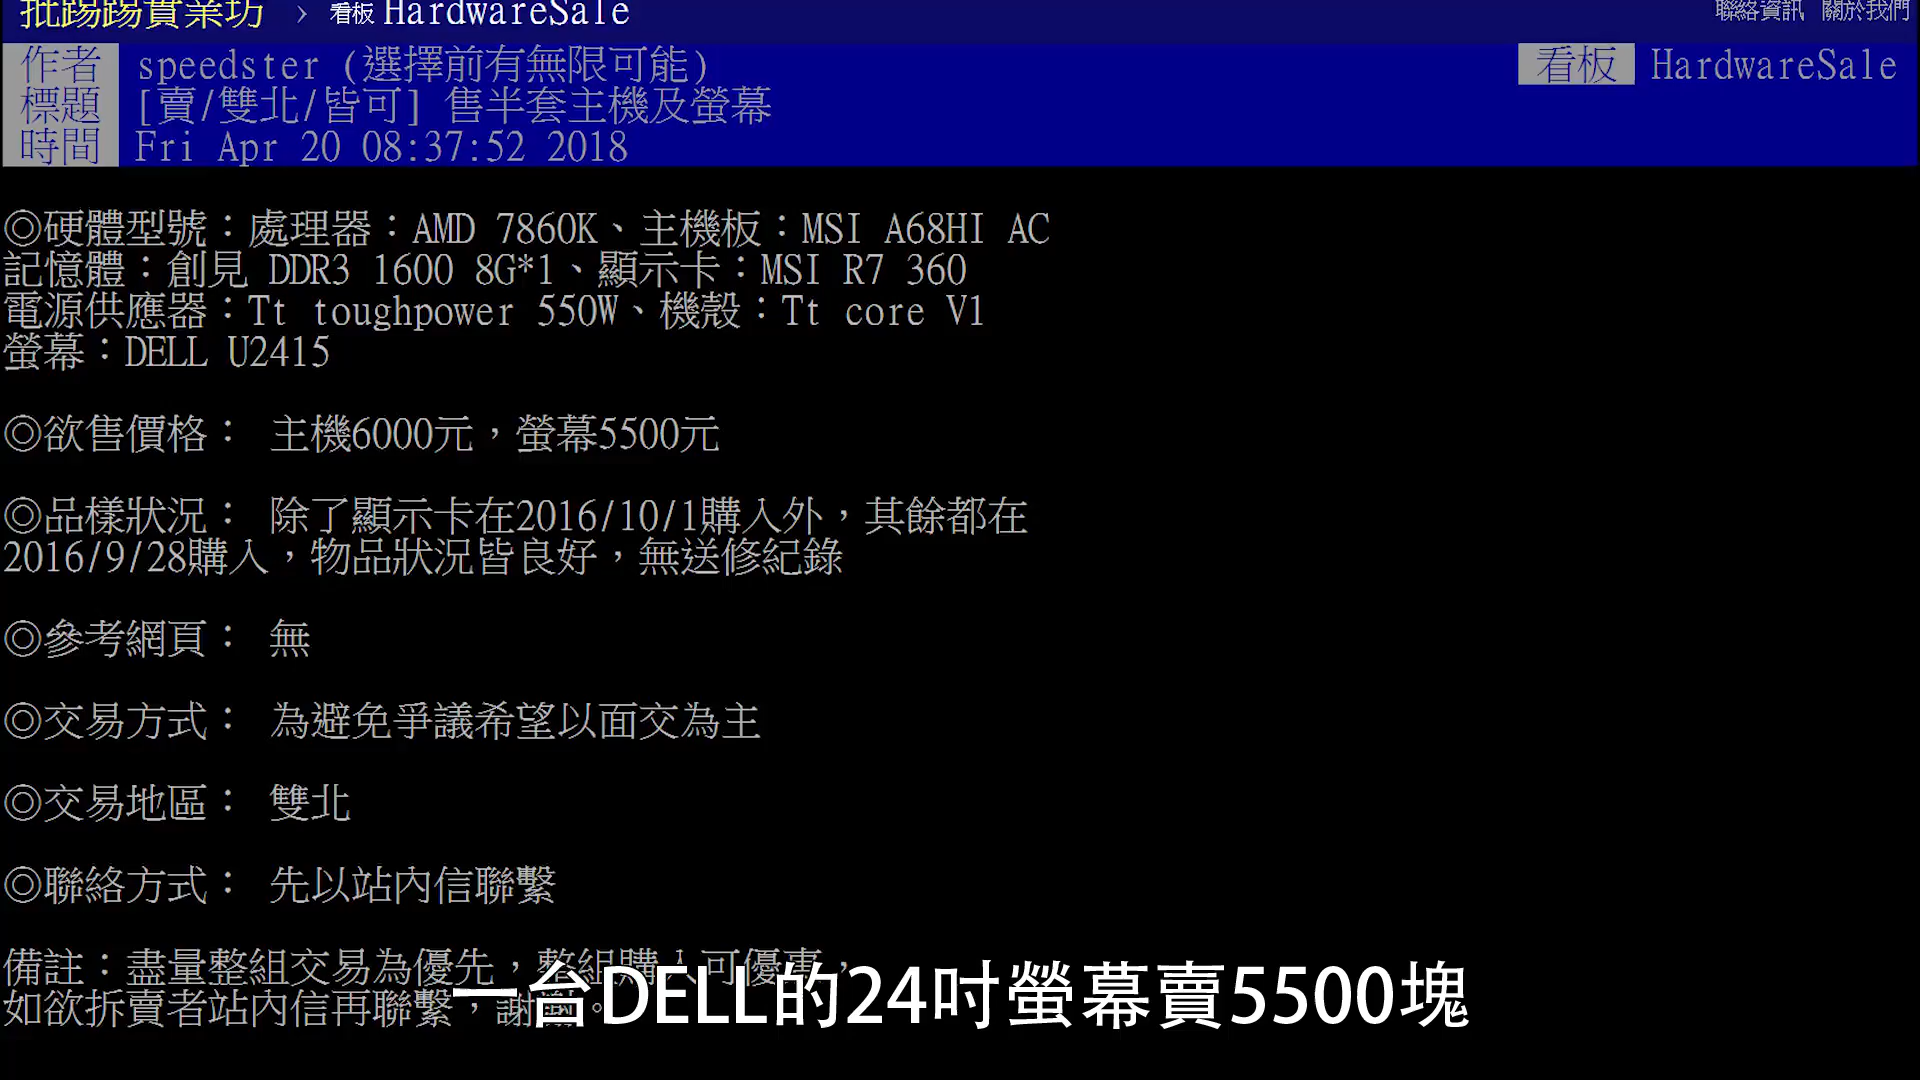 批踢踢實業坊 › 看板 HardwareSale 聯絡資訊 關於我們
作者 speedster (選擇前有無限可能) 看板 HardwareSale
標題 [賣/雙北/皆可] 售半套主機及螢幕
時間 Fri Apr 20 08:37:52 2018
◎硬體型號：處理器：AMD 7860K、主機板：MSI A68HI AC
記憶體：創見 DDR3 1600 8G*1、顯示卡：MSI R7 360
電源供應器：Tt toughpower 550W、機殼：Tt core V1
螢幕：DELL U2415
◎欲售價格： 主機6000元，螢幕5500元
◎品樣狀況： 除了顯示卡在2016/10/1購入外，其餘都在
2016/9/28購入，物品狀況皆良好，無送修紀錄
◎參考網頁： 無
◎交易方式： 為避免爭議希望以面交為主
◎交易地區： 雙北
◎聯絡方式： 先以站內信聯繫
備註：盡量整組交易為優先，整組購入可優惠，
如欲拆賣者站內信再聯繫，謝謝。
一台DELL的24吋螢幕賣5500塊